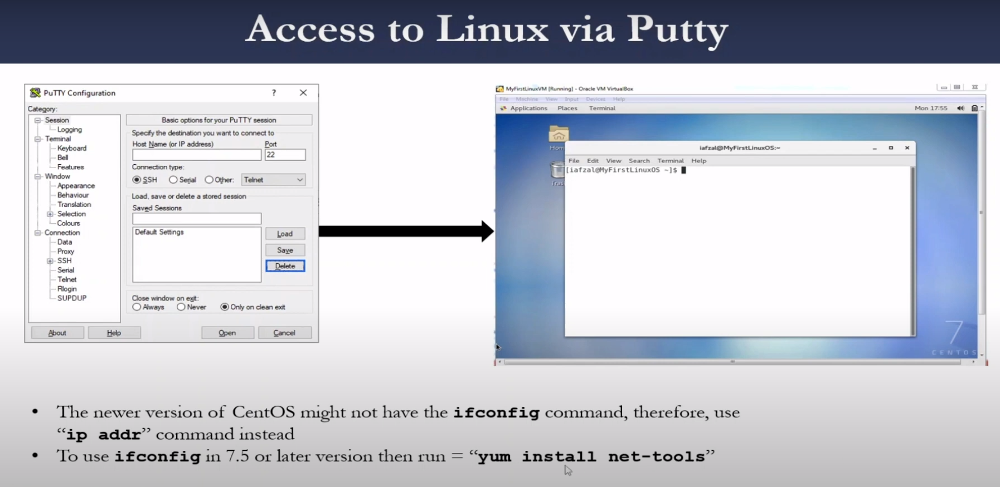 Access to Linux via Putty
PuTTY Configuration
?
Category:
Session
Logging
Terminal
Keyboard
Bell
Features
Window
Appearance
Behaviour
Translation
Selection
Colours
Connection
Data
Proxy
SSH
Serial
Telnet
Rlogin
SUPDUP
Basic options for your PuTTY session
Specify the destination you want to connect to
Host Name (or IP address) Port
22
Connection type:
SSH Serial Other: Telnet
Load, save or delete a stored session
Saved Sessions
Default Settings
Load
Save
Delete
Close window on exit:
Always Never Only on clean exit
About Help Open Cancel
MyFirstLinuxVM [Running] - Oracle VM VirtualBox
File Machine View Input Devices Help
Applications Places Terminal Mon 17:55
Hom
Tras
iafzal@MyFirstLinuxOS:~
File Edit View Search Terminal Help
[iafzal@MyFirstLinuxOS ~]$
7
CENTOS
• The newer version of CentOS might not have the ifconfig command, therefore, use
“ip addr” command instead
• To use ifconfig in 7.5 or later version then run = “yum install net-tools”